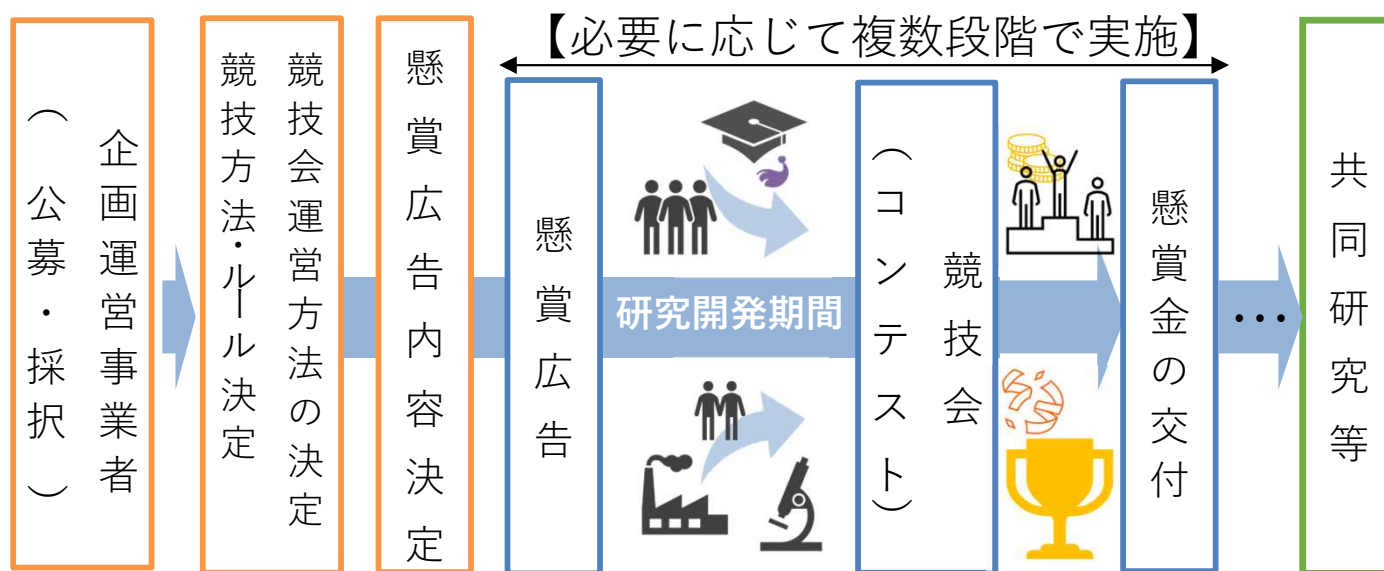 【必要に応じて複数段階で実施】
企画運営事業者
（公募・採択）
競技会運営方法の決定
競技方法・ルール決定
懸賞広告内容決定
懸賞広告
研究開発期間
競技会
（コンテスト）
懸賞金の交付
・・・
共同研究等